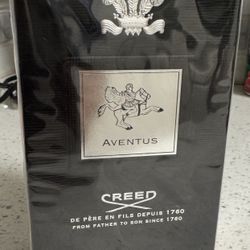 AVENTUS
CREED
DE PÈRE EN FILS DEPUIS 1760
FROM FATHER TO SON SINCE 1760